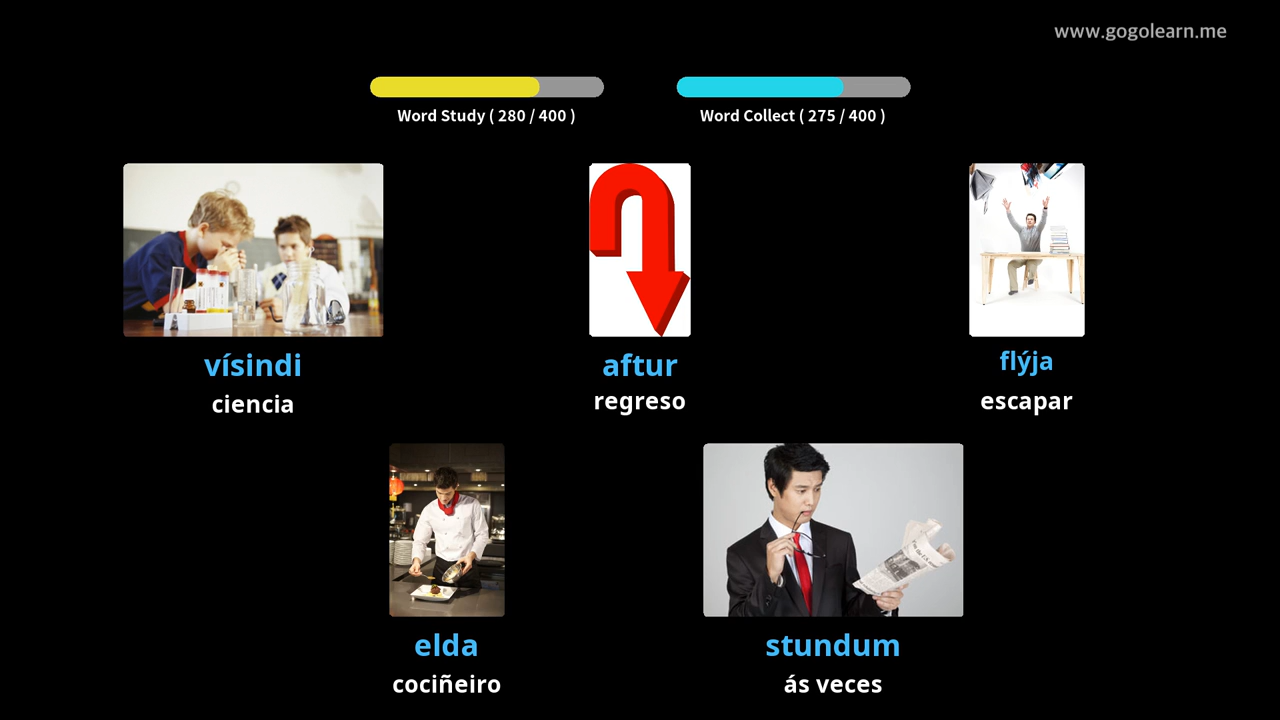 www.gogolearn.me
Word Study ( 280 / 400 )
Word Collect ( 275 / 400 )
vísindi
ciencia
aftur
regreso
flýja
escapar
elda
cociñeiro
stundum
ás veces